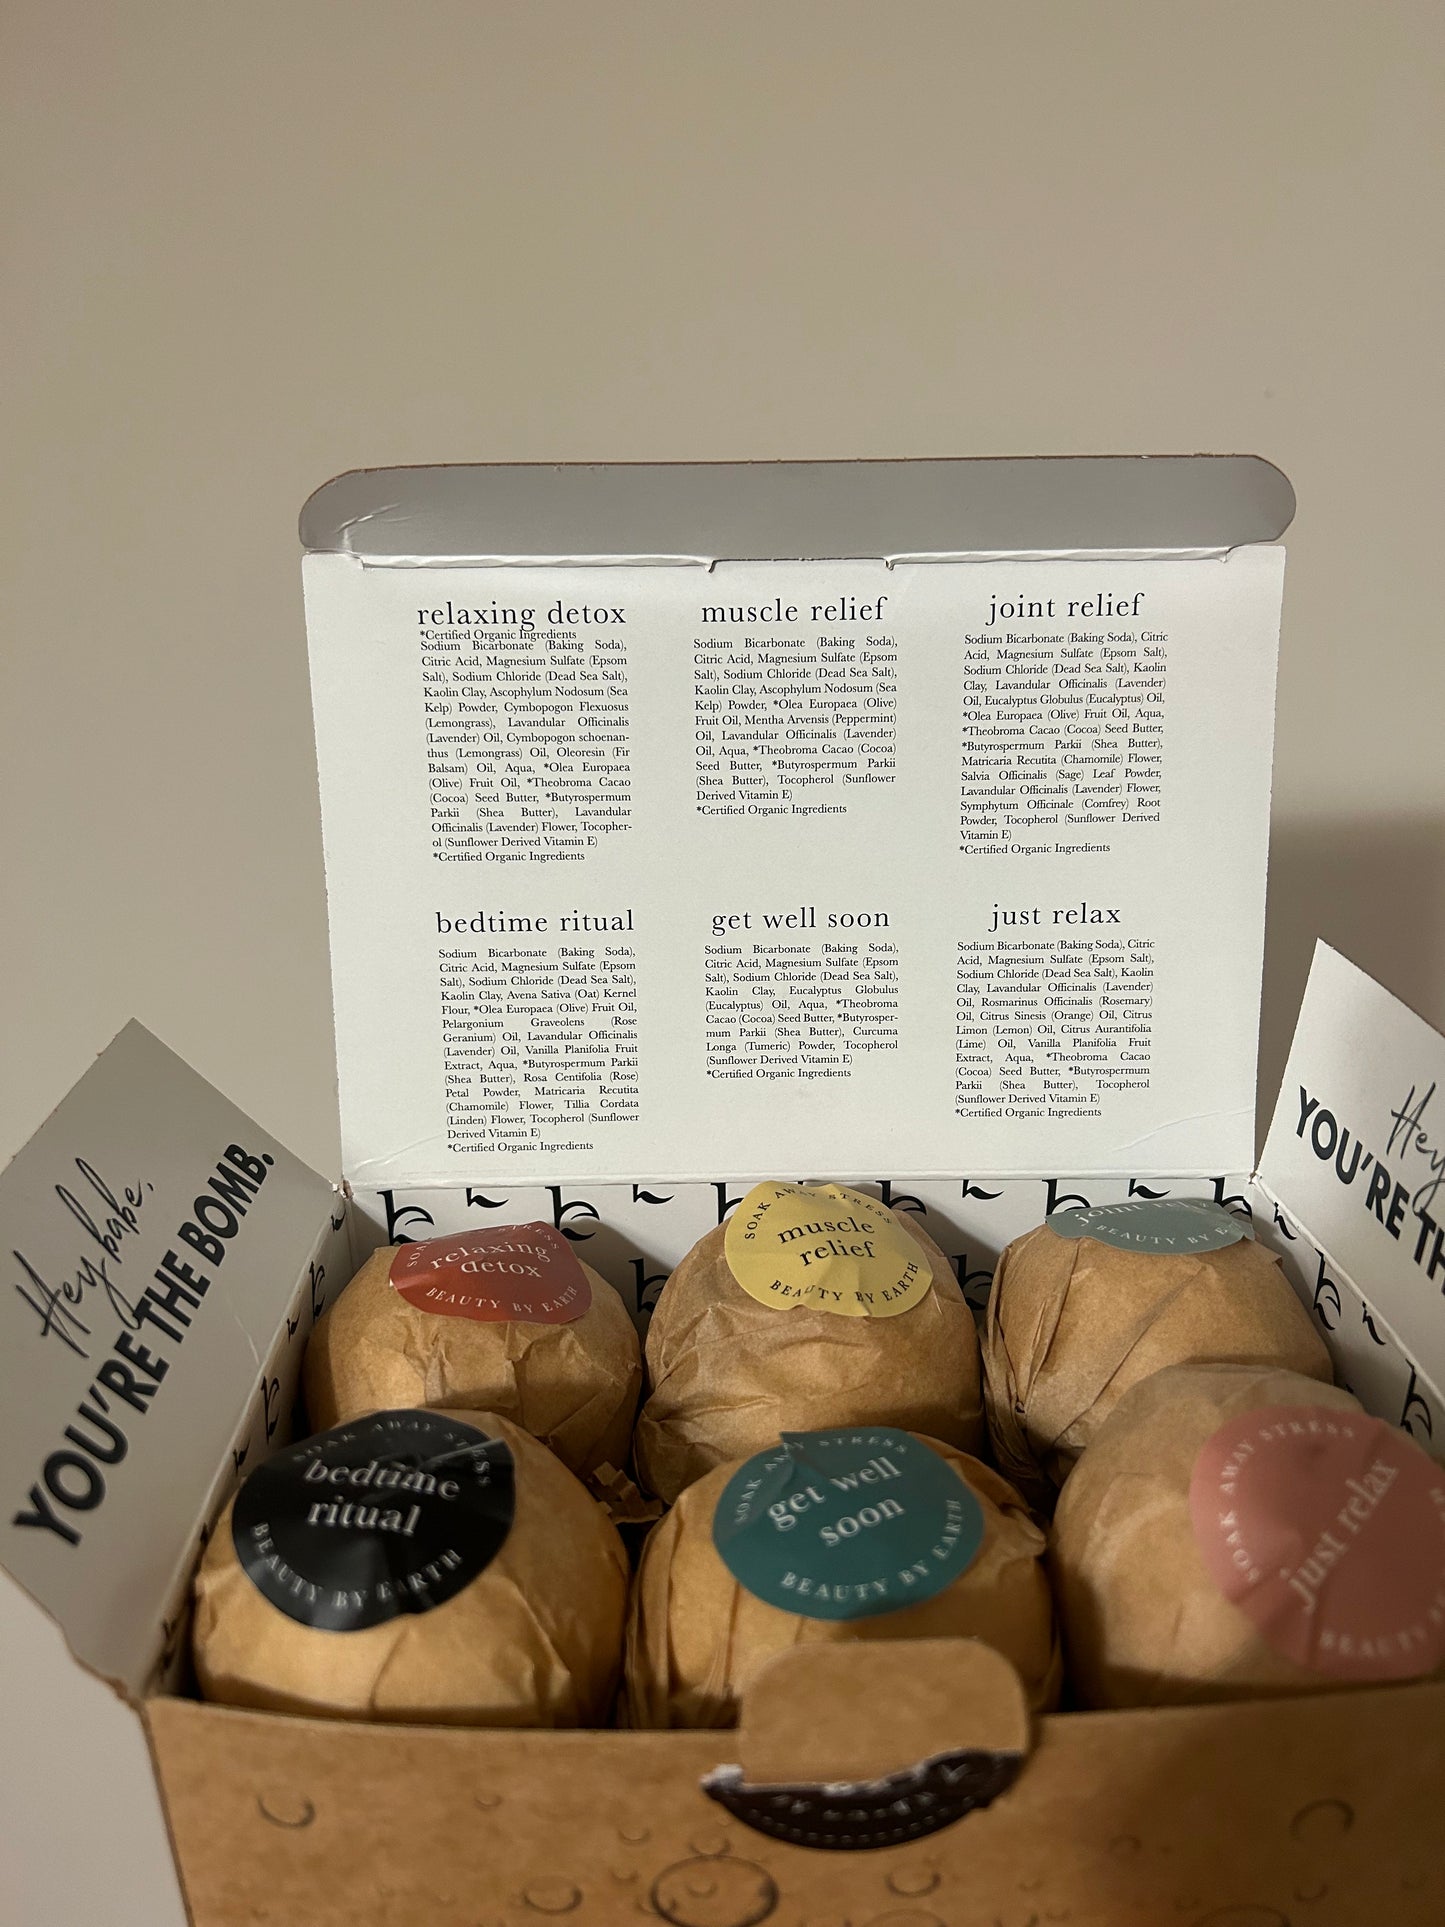 relaxing detox
*Certified Organic Ingredients
Sodium Bicarbonate (Baking Soda),
Citric Acid, Magnesium Sulfate (Epsom
Salt), Sodium Chloride (Dead Sea Salt),
Kaolin Clay, Ascophylum Nodosum (Sea
Kelp) Powder, Cymbopogon Flexuosus
(Lemongrass), Lavandular Officinalis
(Lavender) Oil, Cymbopogon schoenan-
thus (Lemongrass) Oil, Oleoresin (Fir
Balsam) Oil, Aqua, *Olea Europaea
(Olive) Fruit Oil, *Theobroma Cacao
(Cocoa) Seed Butter, *Butyrospermum
Parkii (Shea Butter), Lavandular
Officinalis (Lavender) Flower, Tocopher-
ol (Sunflower Derived Vitamin E)
*Certified Organic Ingredients
muscle relief
Sodium Bicarbonate (Baking Soda),
Citric Acid, Magnesium Sulfate (Epsom
Salt), Sodium Chloride (Dead Sea Salt),
Kaolin Clay, Ascophylum Nodosum (Sea
Kelp) Powder, *Olea Europaea (Olive)
Fruit Oil, Mentha Arvensis (Peppermint)
Oil, Lavandular Officinalis (Lavender)
Oil, Aqua, *Theobroma Cacao (Cocoa)
Seed Butter, *Butyrospermum Parkii
(Shea Butter), Tocopherol (Sunflower
Derived Vitamin E)
*Certified Organic Ingredients
joint relief
Sodium Bicarbonate (Baking Soda), Citric
Acid, Magnesium Sulfate (Epsom Salt),
Sodium Chloride (Dead Sea Salt), Kaolin
Clay, Lavandular Officinalis (Lavender)
Oil, Eucalyptus Globulus (Eucalyptus) Oil,
*Olea Europaea (Olive) Fruit Oil, Aqua,
*Theobroma Cacao (Cocoa) Seed Butter,
*Butyrospermum Parkii (Shea Butter),
Matricaria Recutita (Chamomile) Flower,
Salvia Officinalis (Sage) Leaf Powder,
Lavandular Officinalis (Lavender) Flower,
Symphytum Officinale (Comfrey) Root
Powder, Tocopherol (Sunflower Derived
Vitamin E)
*Certified Organic Ingredients
bedtime ritual
Sodium Bicarbonate (Baking Soda),
Citric Acid, Magnesium Sulfate (Epsom
Salt), Sodium Chloride (Dead Sea Salt),
Kaolin Clay, Avena Sativa (Oat) Kernel
Flour, *Olea Europaea (Olive) Fruit Oil,
Pelargonium Graveolens (Rose
Geranium) Oil, Lavandular Officinalis
(Lavender) Oil, Vanilla Planifolia Fruit
Extract, Aqua, *Butyrospermum Parkii
(Shea Butter), Rosa Centifolia (Rose)
Petal Powder, Matricaria Recutita
(Chamomile) Flower, Tillia Cordata
(Linden) Flower, Tocopherol (Sunflower
Derived Vitamin E)
*Certified Organic Ingredients
get well soon
Sodium Bicarbonate (Baking Soda),
Citric Acid, Magnesium Sulfate (Epsom
Salt), Sodium Chloride (Dead Sea Salt),
Kaolin Clay, Eucalyptus Globulus
(Eucalyptus) Oil, Aqua, *Theobroma
Cacao (Cocoa) Seed Butter, *Butyrosper-
mum Parkii (Shea Butter), Curcuma
Longa (Tumeric) Powder, Tocopherol
(Sunflower Derived Vitamin E)
*Certified Organic Ingredients
just relax
Sodium Bicarbonate (Baking Soda), Citric
Acid, Magnesium Sulfate (Epsom Salt),
Sodium Chloride (Dead Sea Salt), Kaolin
Clay, Lavandular Officinalis (Lavender)
Oil, Rosmarinus Officinalis (Rosemary)
Oil, Citrus Sinesis (Orange) Oil, Citrus
Limon (Lemon) Oil, Citrus Aurantifolia
(Lime) Oil, Vanilla Planifolia Fruit
Extract, Aqua, *Theobroma Cacao
(Cocoa) Seed Butter, *Butyrospermum
Parkii (Shea Butter), Tocopherol
(Sunflower Derived Vitamin E)
*Certified Organic Ingredients
Hey babe,
YOU'RE THE BOMB.
Hey
YOU'RE TH
relaxing
detox
BEAUTY BY EARTH
SOAK AWAY STRESS
muscle
relief
BEAUTY BY EARTH
joint
BEAUTY BY
SOAK AWAY STRESS
bedtime
ritual
BEAUTY BY EARTH
SOAK AWAY STRESS
get well
soon
BEAUTY BY EARTH
SOAK AWAY STRESS
just relax
BEAUTY